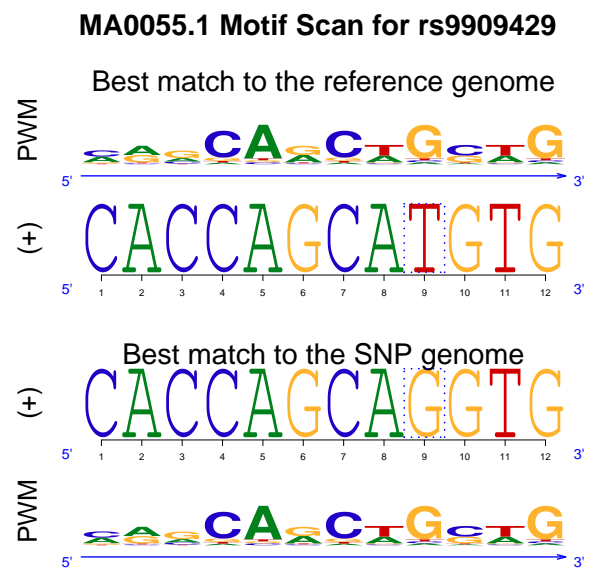 MA0055.1 Motif Scan for rs9909429
Best match to the reference genome
PWM
5' 3'
(+)
CACCAGCATGTG
5' 3'
1 2 3 4 5 6 7 8 9 10 11 12
Best match to the SNP genome
(+)
CACCAGCAGGTG
5' 3'
1 2 3 4 5 6 7 8 9 10 11 12
PWM
CAGCAGCTGCTG
5' 3'